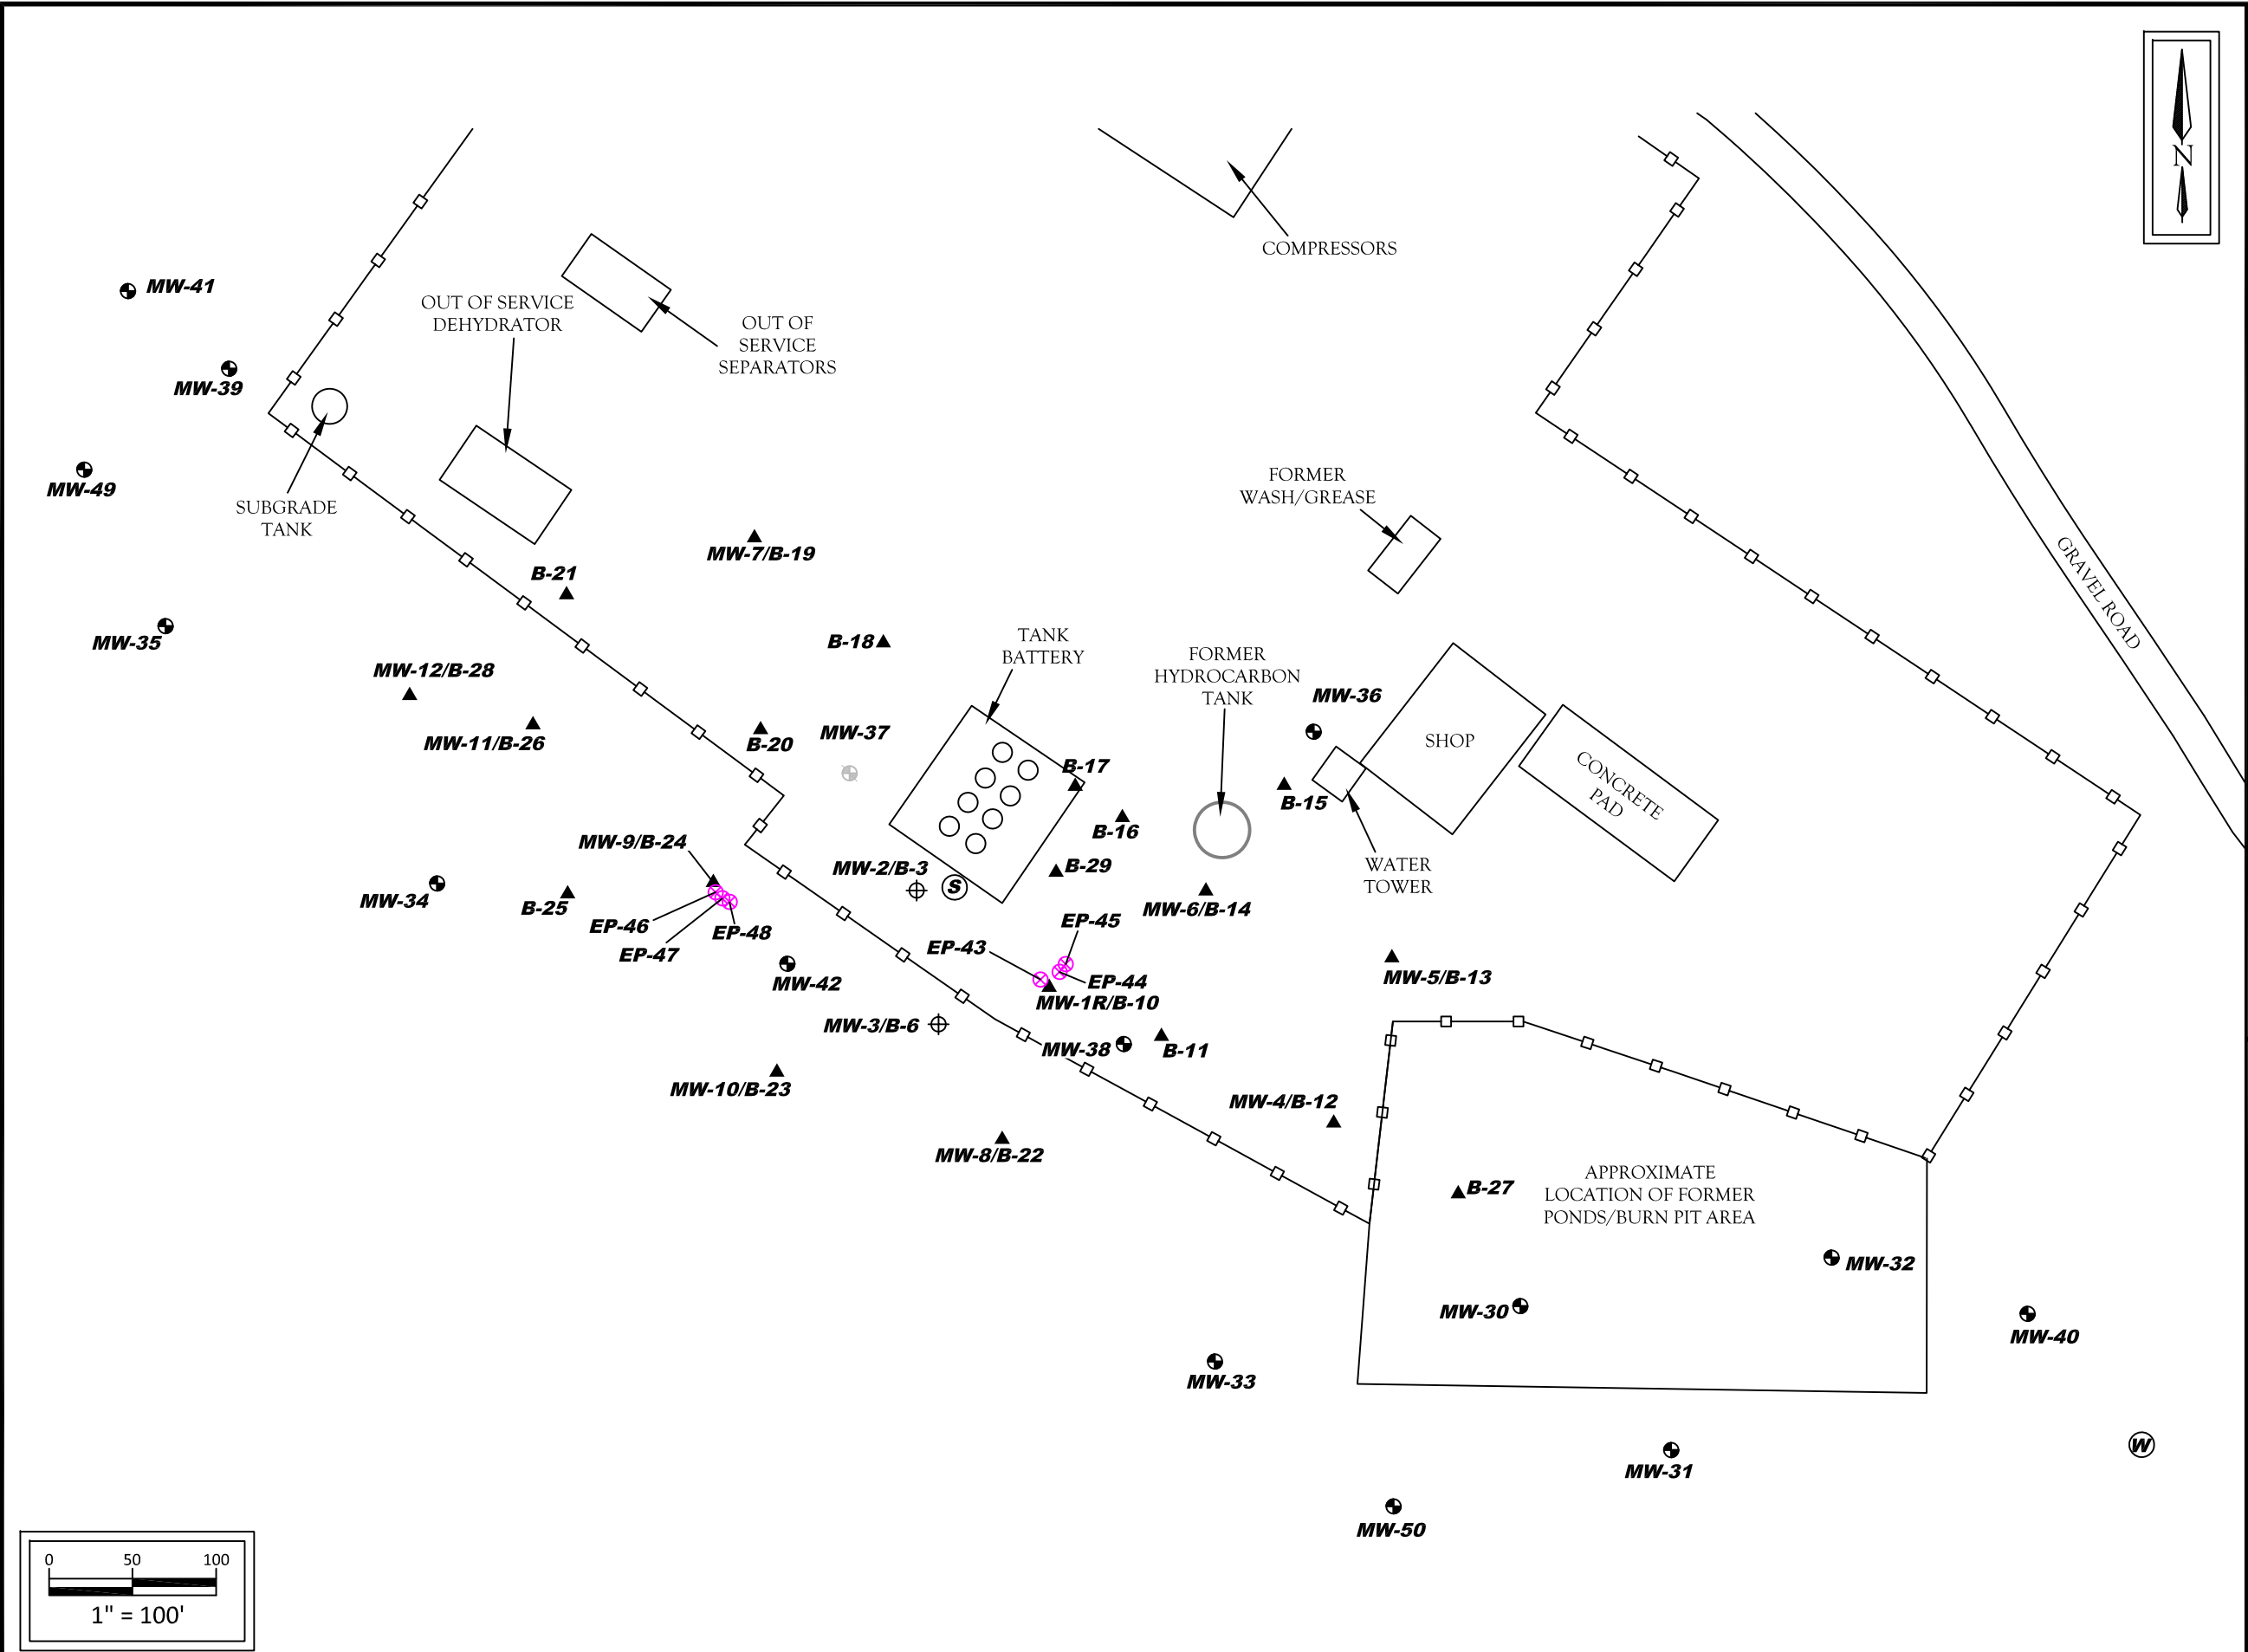 N
COMPRESSORS
MW-41
OUT OF SERVICE
DEHYDRATOR
OUT OF
SERVICE
SEPARATORS
MW-39
MW-49
SUBGRADE
TANK
FORMER
WASH/GREASE
GRAVEL ROAD
MW-7/B-19
B-21
MW-35
B-18
TANK
BATTERY
FORMER
HYDROCARBON
TANK
MW-12/B-28
MW-36
MW-11/B-26
B-20
MW-37
SHOP
B-17
CONCRETE
PAD
B-15
B-16
MW-9/B-24
MW-2/B-3
S
B-29
WATER
TOWER
MW-34
B-25
MW-6/B-14
EP-46
EP-48
EP-45
EP-47
EP-43
MW-42
EP-44
MW-5/B-13
MW-1R/B-10
MW-3/B-6
MW-38
B-11
MW-10/B-23
MW-4/B-12
MW-8/B-22
B-27
APPROXIMATE
LOCATION OF FORMER
PONDS/BURN PIT AREA
MW-32
MW-30
MW-40
MW-33
W
MW-31
MW-50
0 50 100
1" = 100'